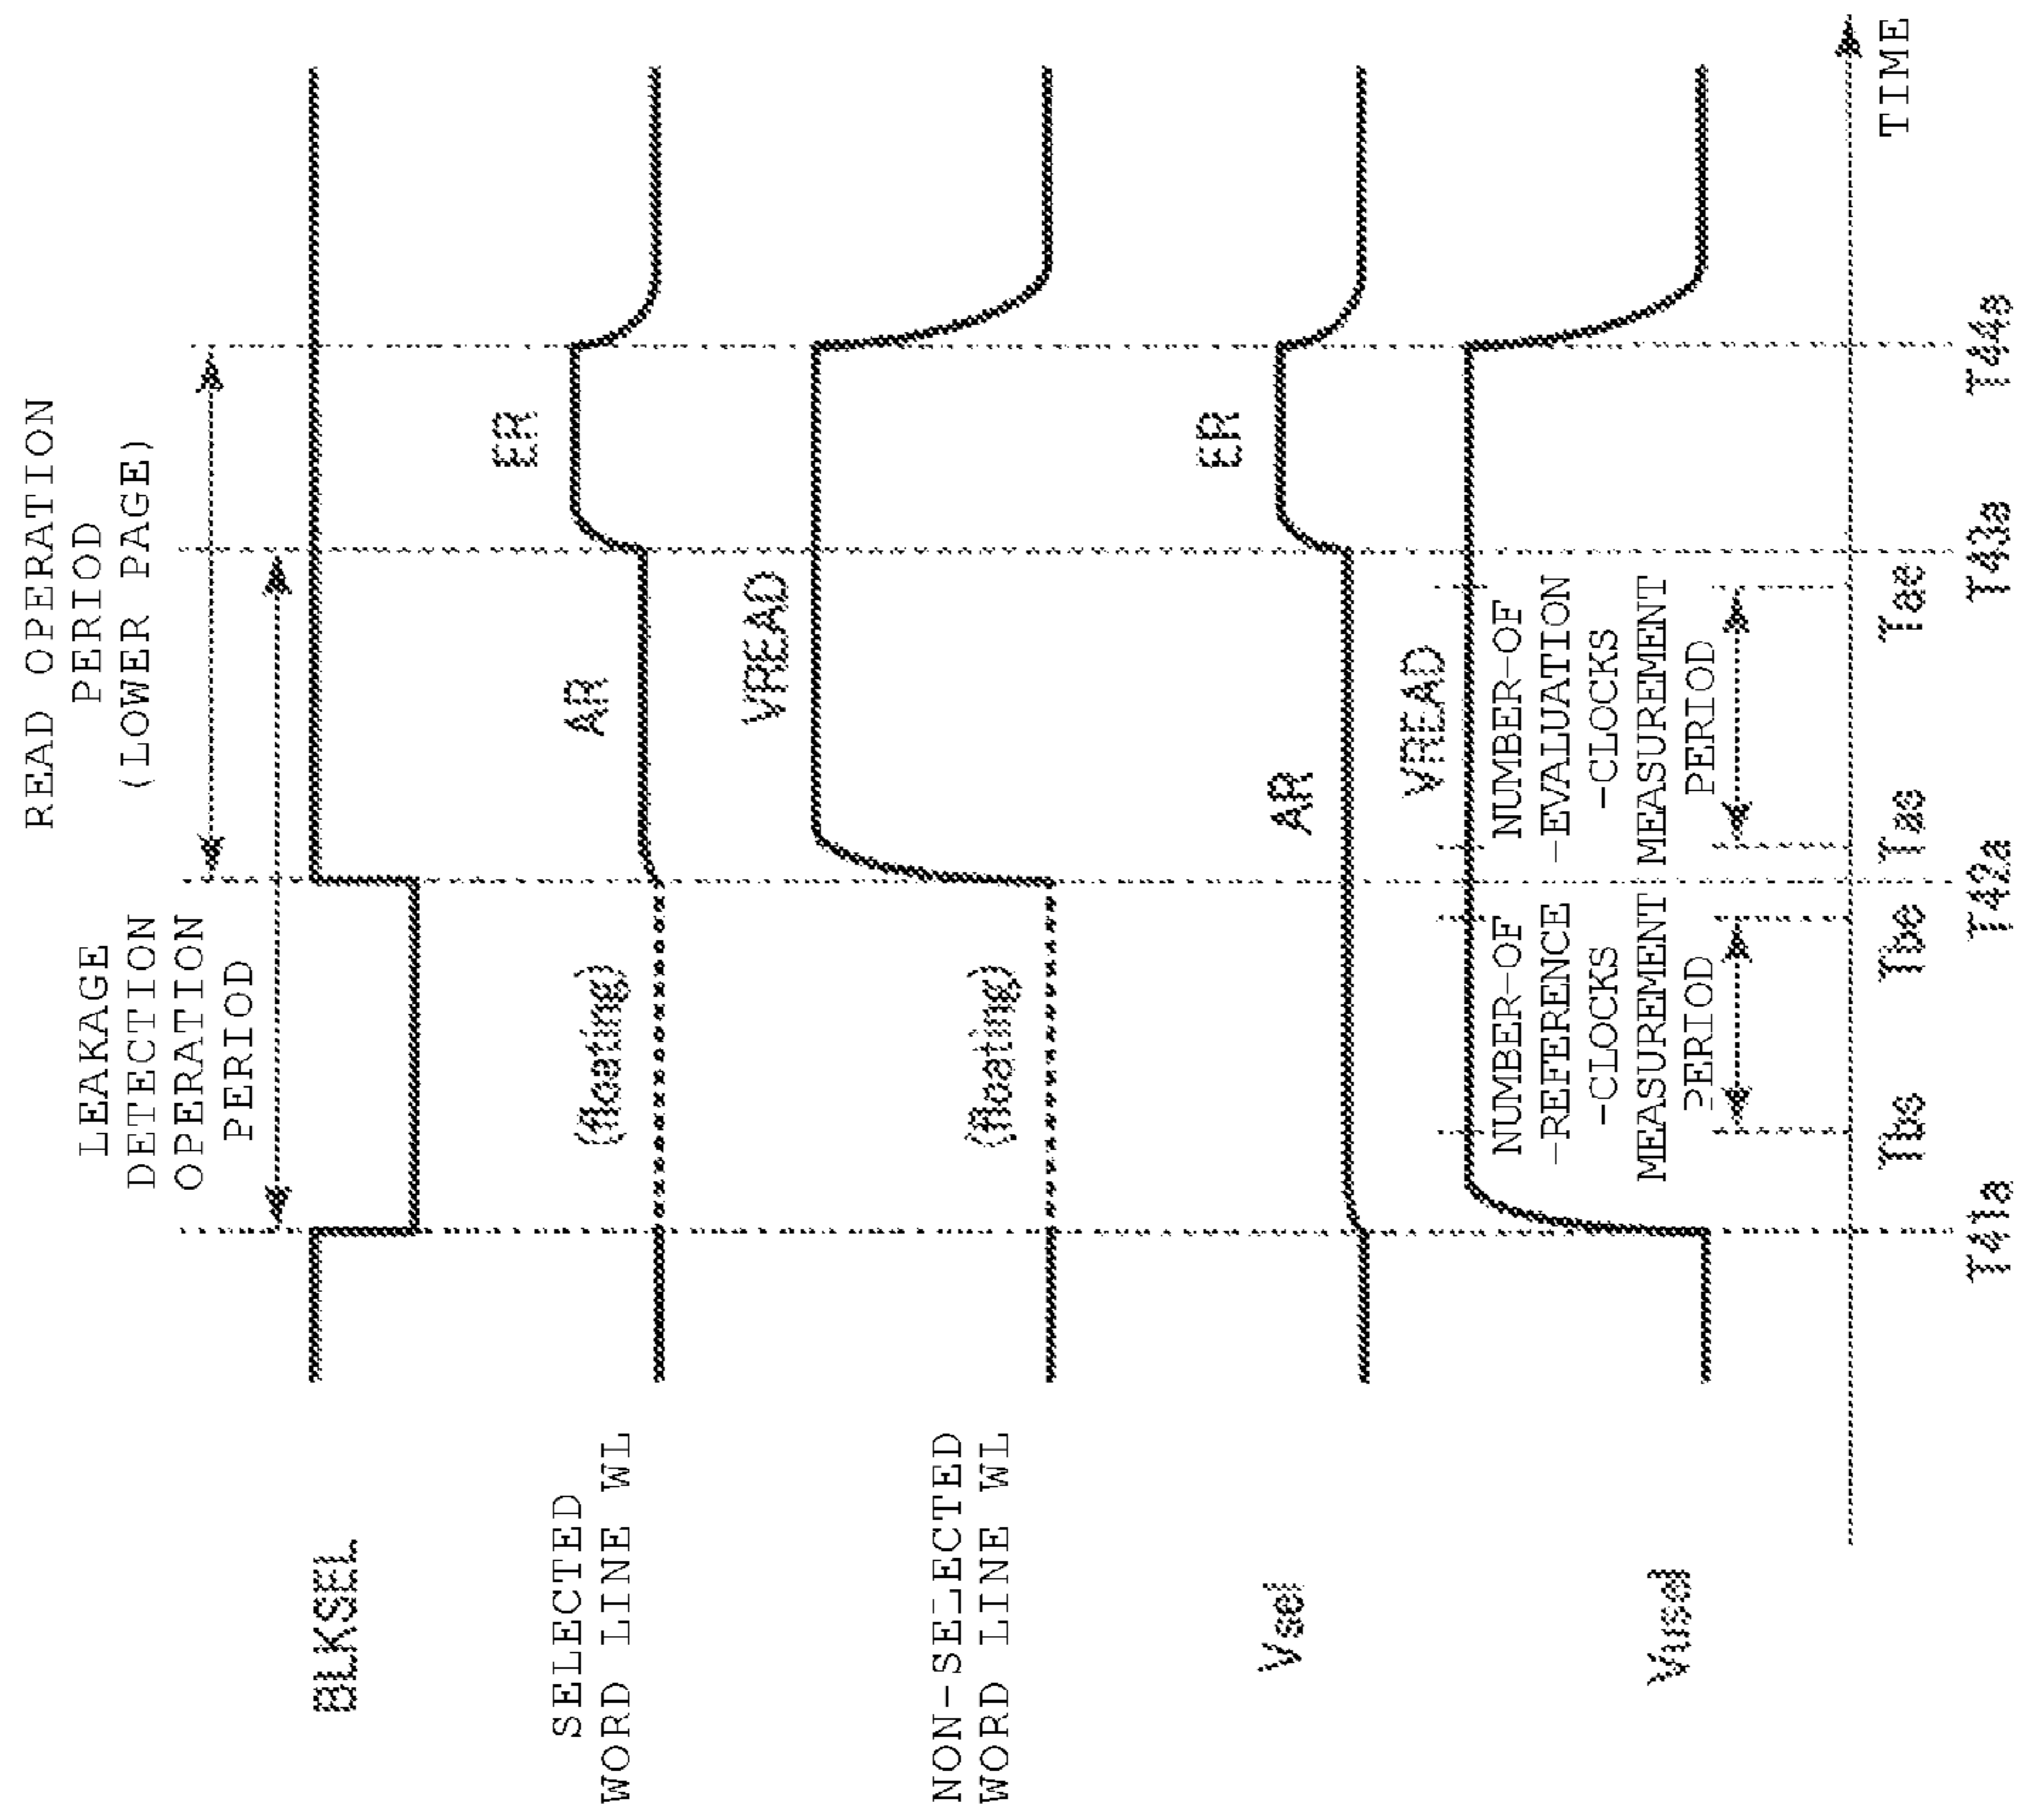 READ OPERATION
PERIOD
(LOWER PAGE)
LEAKAGE
DETECTION
OPERATION
PERIOD
BLKSEL
SELECTED
WORD LINE WL
(floating)
AR
ER
NON-SELECTED
WORD LINE WL
(floating)
VREAD
Vsel
AR
ER
Vusel
VREAD
NUMBER-OF
-REFERENCE
-CLOCKS
MEASUREMENT
PERIOD
NUMBER-OF
-EVALUATION
-CLOCKS
MEASUREMENT
PERIOD
TIME
Tbs
Tbe
Tas
Tae
T41a
T42a
T43a
T44a